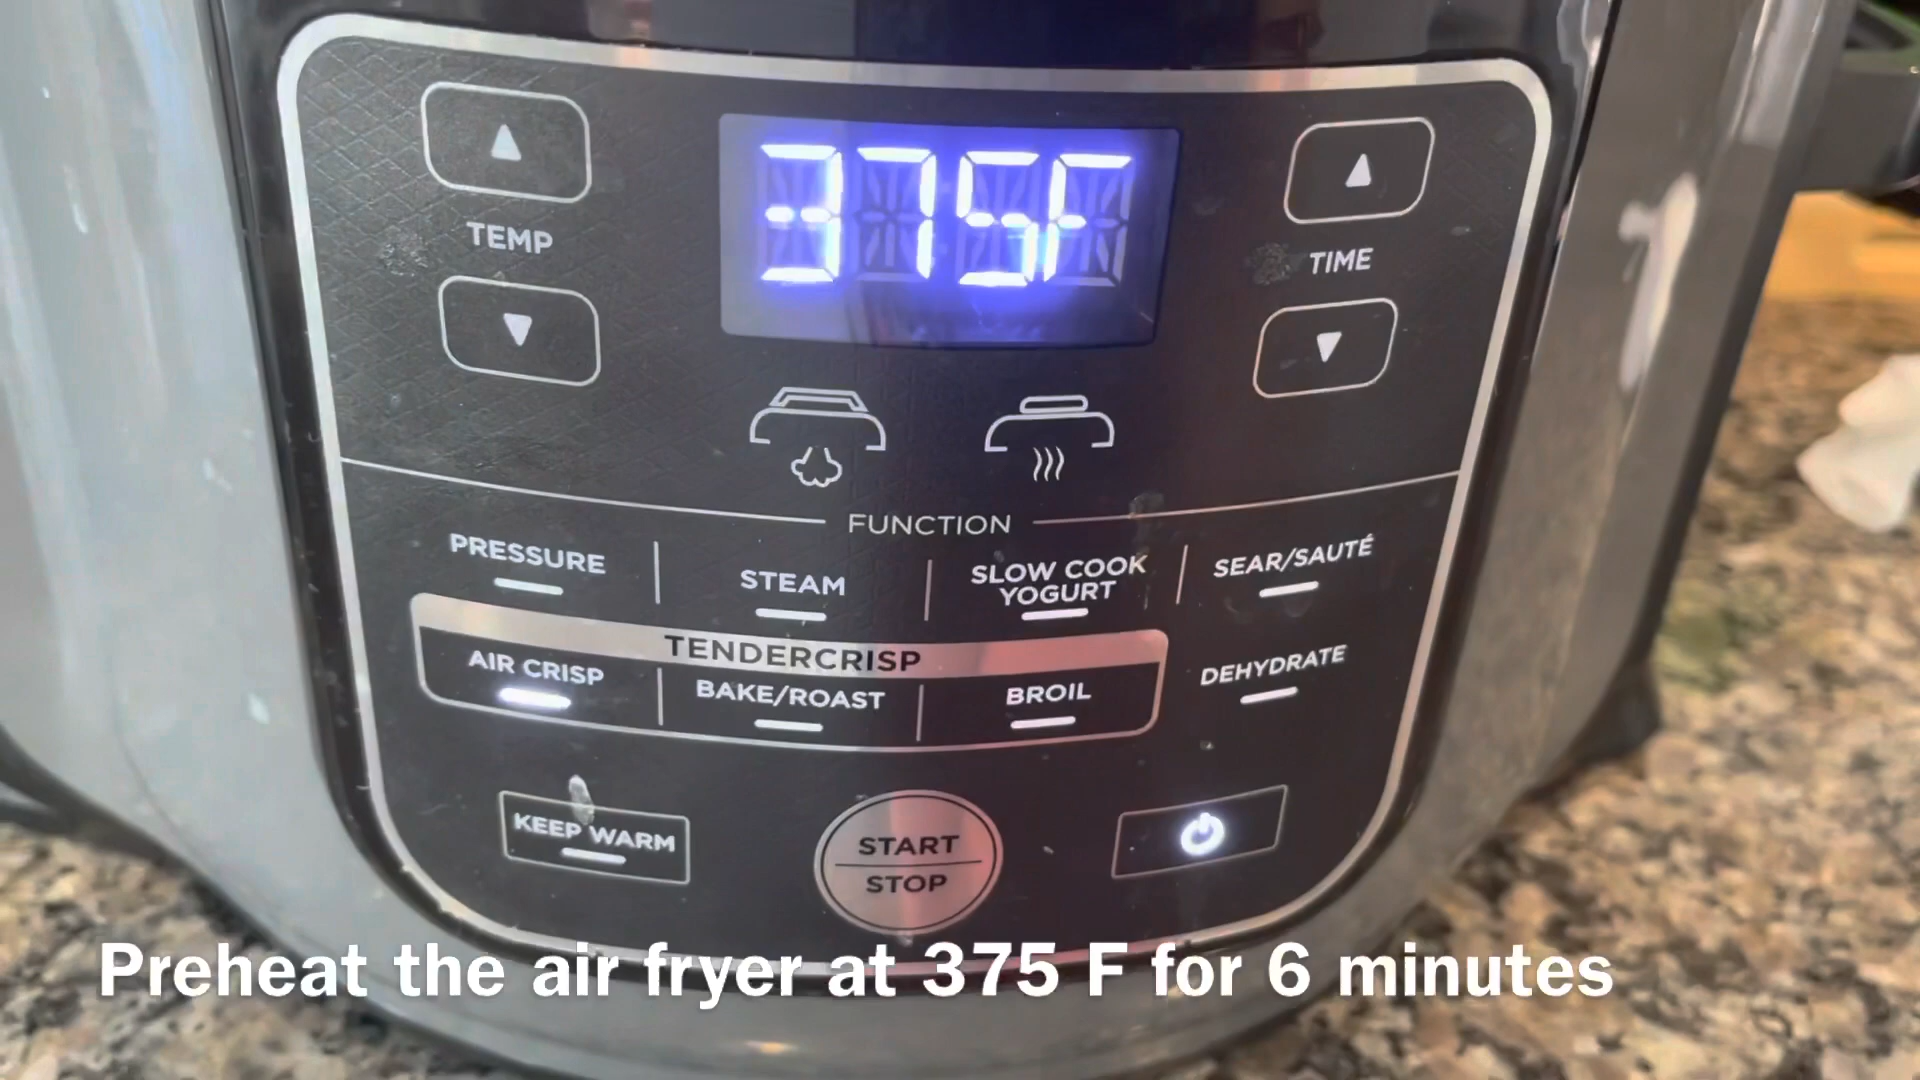 375F
TEMP
TIME
FUNCTION
PRESSURE
STEAM
SLOW COOK
YOGURT
SEAR/SAUTÉ
TENDERCRISP
AIR CRISP
BAKE/ROAST
BROIL
DEHYDRATE
KEEP WARM
START
STOP
Preheat the air fryer at 375 F for 6 minutes